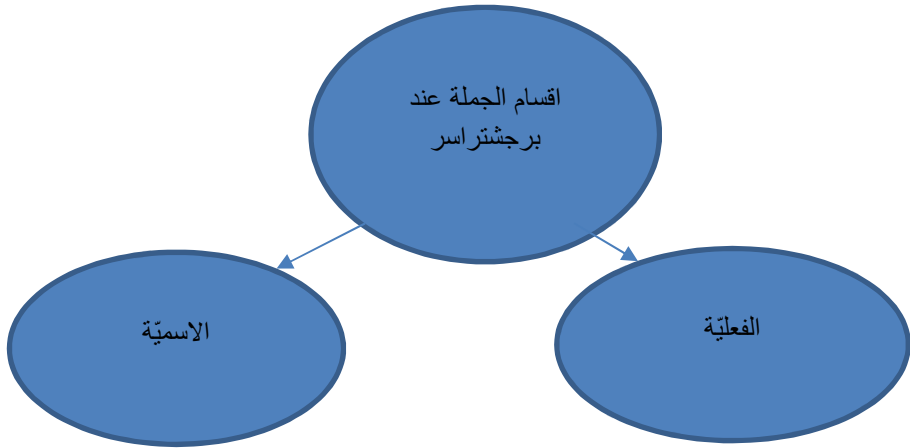 اقسام الجملة عند
برجشتراسر
الفعليّة
الاسميّة